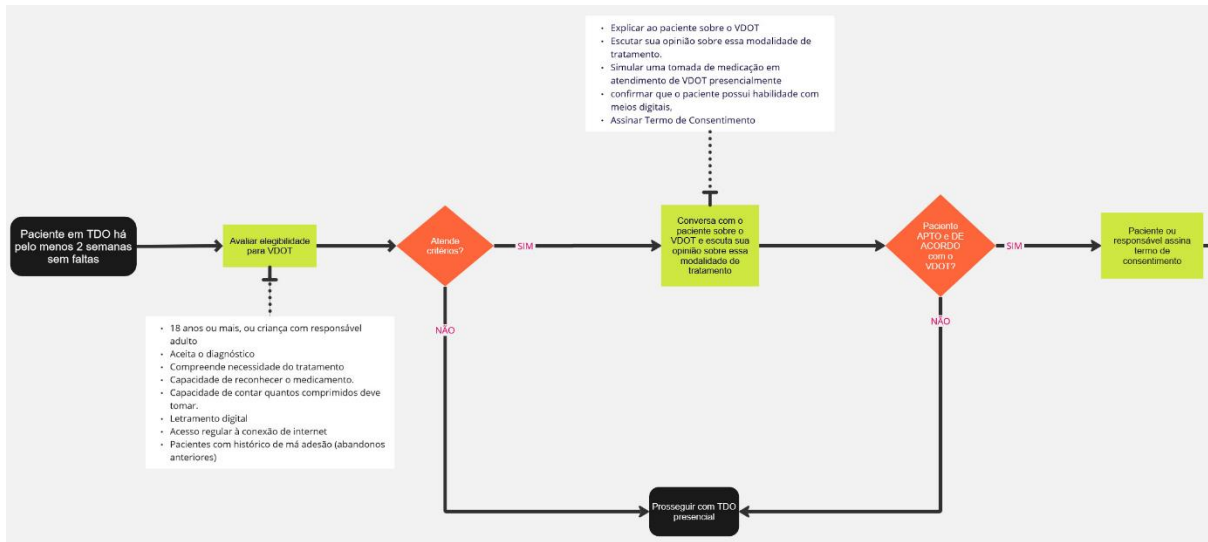 • Explicar ao paciente sobre o VDOT
• Escutar sua opinião sobre essa modalidade de
tratamento.
• Simular uma tomada de medicação em
atendimento de VDOT presencialmente
• confirmar que o paciente possui habilidade com
meios digitais,
• Assinar Termo de Consentimento
Paciente em TDO há
pelo menos 2 semanas
sem faltas
Avaliar elegibilidade
para VDOT
Atende
critérios?
SIM
Conversa com o
paciente sobre o
VDOT e escuta sua
opinião sobre essa
modalidade de
tratamento
Paciente
APTO e DE
ACORDO
com o
VDOT?
SIM
Paciente ou
responsável assina
termo de
consentimento
• 18 anos ou mais, ou criança com responsável
adulto
• Aceita o diagnóstico
• Compreende necessidade do tratamento
• Capacidade de reconhecer o medicamento.
• Capacidade de contar quantos comprimidos deve
tomar.
• Letramento digital
• Acesso regular à conexão de internet
• Pacientes com histórico de má adesão (abandonos
anteriores)
NÃO
NÃO
Prosseguir com TDO
presencial